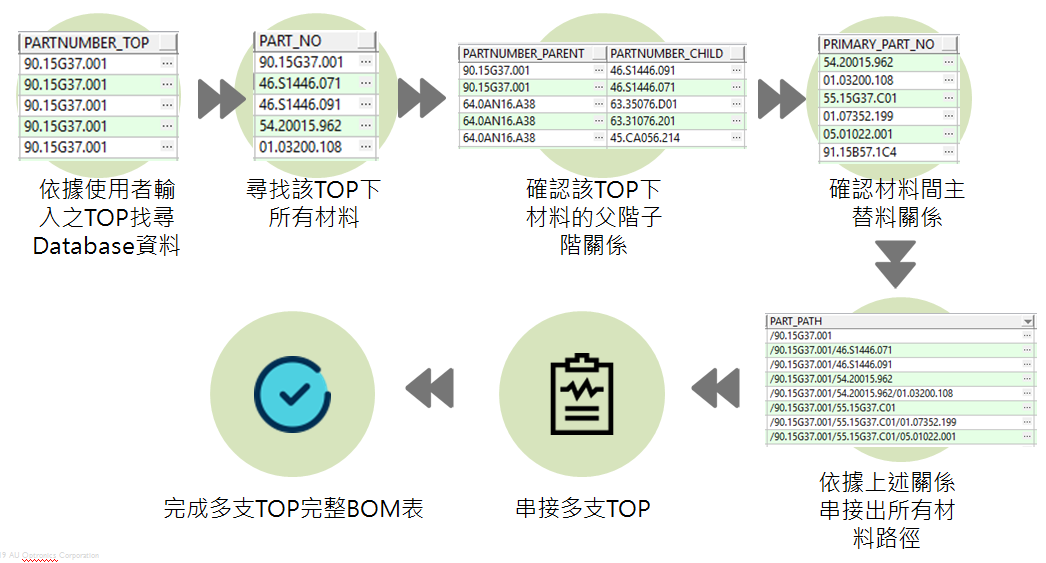 PARTNUMBER_TOP
90.15G37.001
90.15G37.001
90.15G37.001
90.15G37.001
90.15G37.001
依據使用者輸
入之TOP找尋
Database資料
PART_NO
90.15G37.001
46.S1446.071
46.S1446.091
54.20015.962
01.03200.108
尋找該TOP下
所有材料
PARTNUMBER_PARENT PARTNUMBER_CHILD
90.15G37.001 46.S1446.091
90.15G37.001 46.S1446.071
64.0AN16.A38 63.35076.D01
64.0AN16.A38 63.31076.201
64.0AN16.A38 45.CA056.214
確認該TOP下
材料的父階子
階關係
PRIMARY_PART_NO
54.20015.962
01.03200.108
55.15G37.C01
01.07352.199
05.01022.001
91.15B57.1C4
確認材料間主
替料關係
PART_PATH
/90.15G37.001
/90.15G37.001/46.S1446.071
/90.15G37.001/46.S1446.091
/90.15G37.001/54.20015.962
/90.15G37.001/54.20015.962/01.03200.108
/90.15G37.001/55.15G37.C01
/90.15G37.001/55.15G37.C01/01.07352.199
/90.15G37.001/55.15G37.C01/05.01022.001
依據上述關係
串接出所有材
料路徑
串接多支TOP
完成多支TOP完整BOM表
19 AU Optronics Corporation